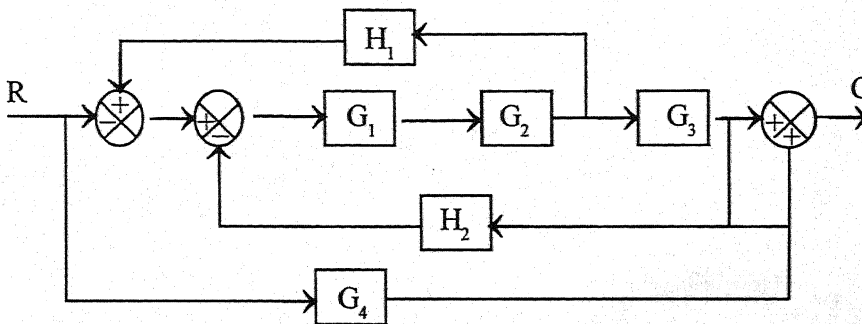 H₁
R
C
+
−
+
−
G₁
G₂
G₃
+
+
H₂
G₄